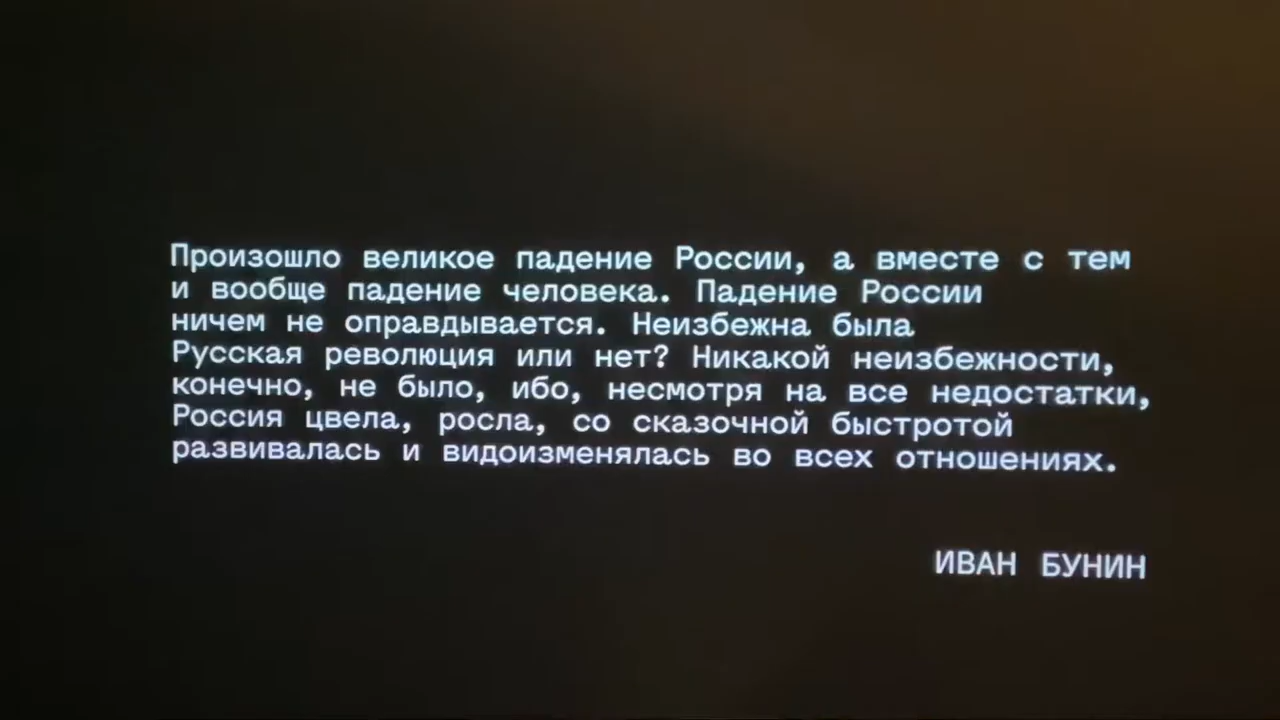 Произошло великое падение России, а вместе с тем
и вообще падение человека. Падение России
ничем не оправдывается. Неизбежна была
Русская революция или нет? Никакой неизбежности,
конечно, не было, ибо, несмотря на все недостатки,
Россия цвела, росла, со сказочной быстротой
развивалась и видоизменялась во всех отношениях.
ИВАН БУНИН